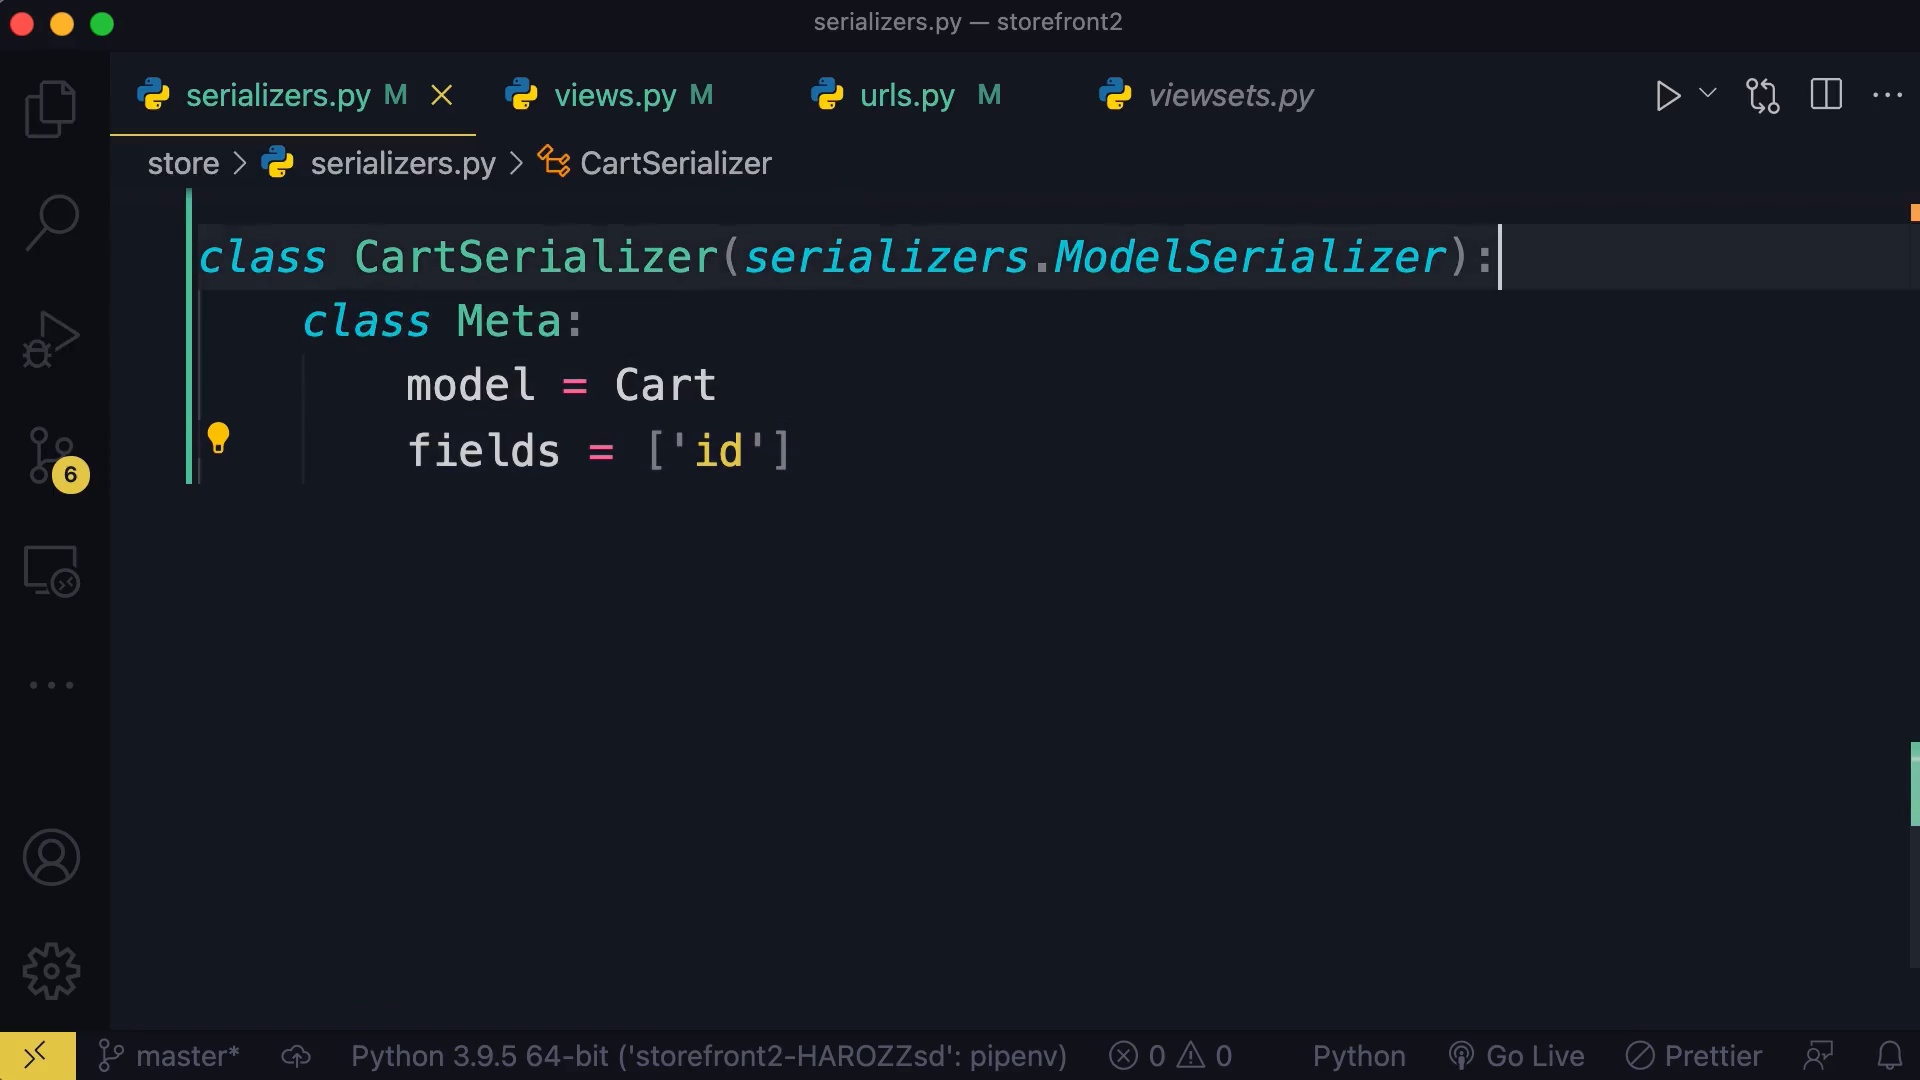 serializers.py — storefront2
serializers.py M views.py M urls.py M viewsets.py
store > serializers.py > CartSerializer
class CartSerializer(serializers.ModelSerializer):
    class Meta:
        model = Cart
        fields = ['id']
6
master* Python 3.9.5 64-bit ('storefront2-HAROZZsd': pipenv) 0 0 Python Go Live Prettier